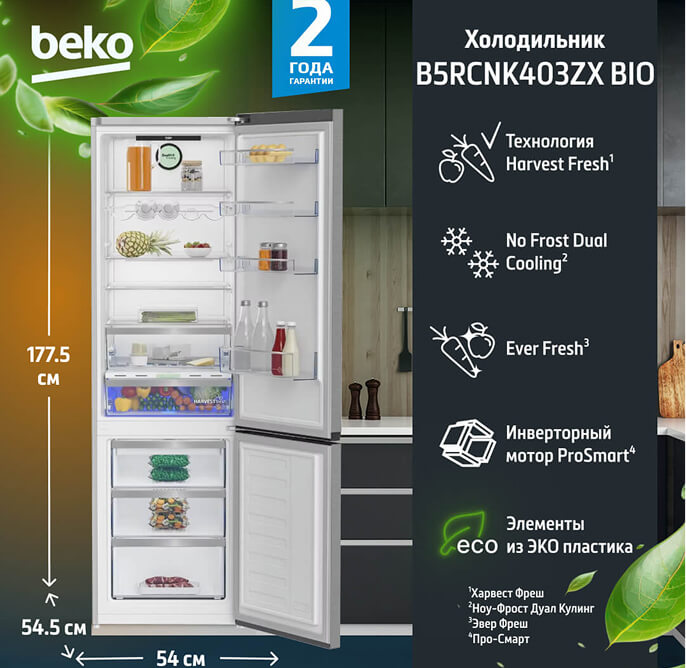 beko
2
ГОДА
ГАРАНТИИ
Холодильник
B5RCNK403ZX BIO
Технология
Harvest Fresh¹
No Frost Dual
Cooling²
Ever Fresh³
Инверторный
мотор ProSmart⁴
eco
Элементы
из ЭКО пластика
¹Харвест Фреш
²Ноу-Фрост Дуал Кулинг
³Эвер Фреш
⁴Про-Смарт
177.5
см
HARVESTfresh
54.5 см
54 см